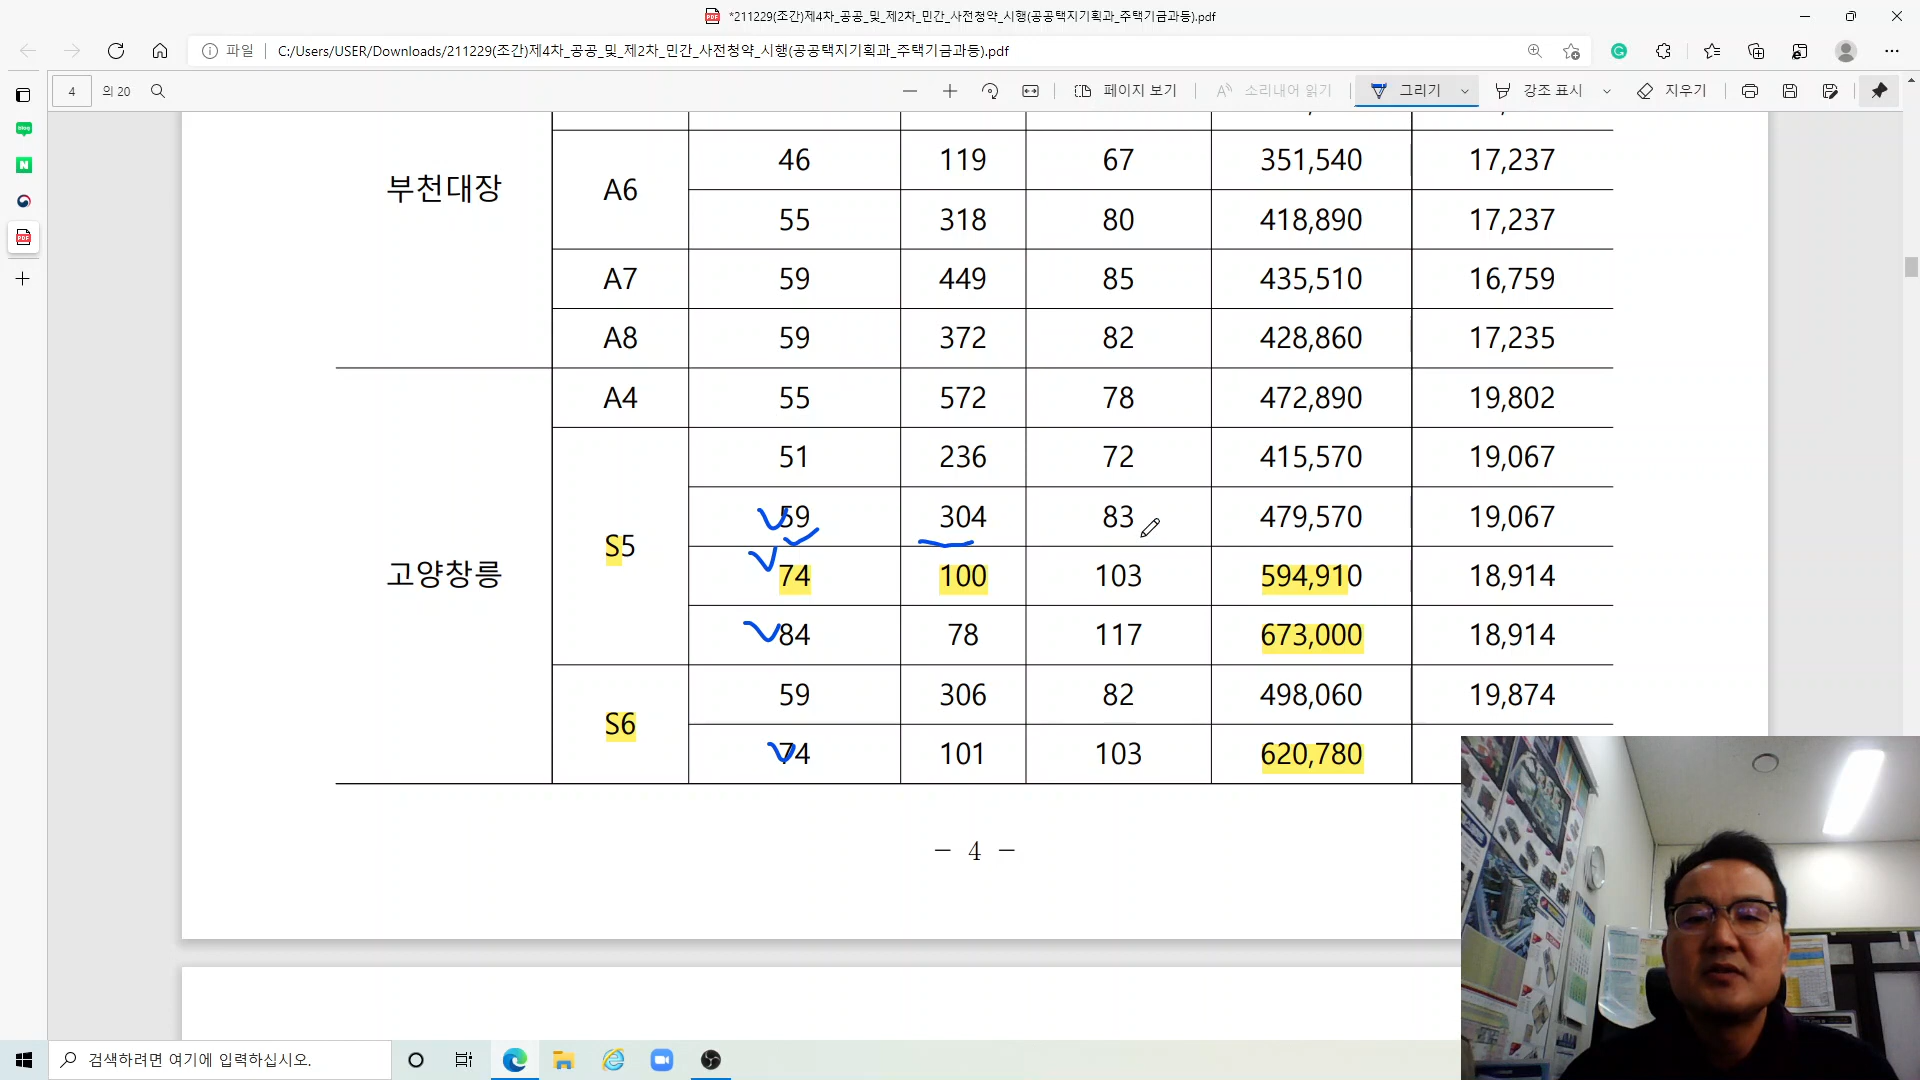 *211229(조간)제4차_공공_및_제2차_민간_사전청약_시행(공공택지기획과_주택기금과등).pdf
파일 C:/Users/USER/Downloads/211229(조간)제4차_공공_및_제2차_민간_사전청약_시행(공공택지기획과_주택기금과등).pdf
4 의 20 페이지 보기 소리내어 읽기 그리기 강조 표시 지우기
부천대장 A6 46 119 67 351,540 17,237
55 318 80 418,890 17,237
A7 59 449 85 435,510 16,759
A8 59 372 82 428,860 17,235
고양창릉 A4 55 572 78 472,890 19,802
S5 51 236 72 415,570 19,067
59 304 83 479,570 19,067
74 100 103 594,910 18,914
84 78 117 673,000 18,914
S6 59 306 82 498,060 19,874
74 101 103 620,780
- 4 -
검색하려면 여기에 입력하십시오.